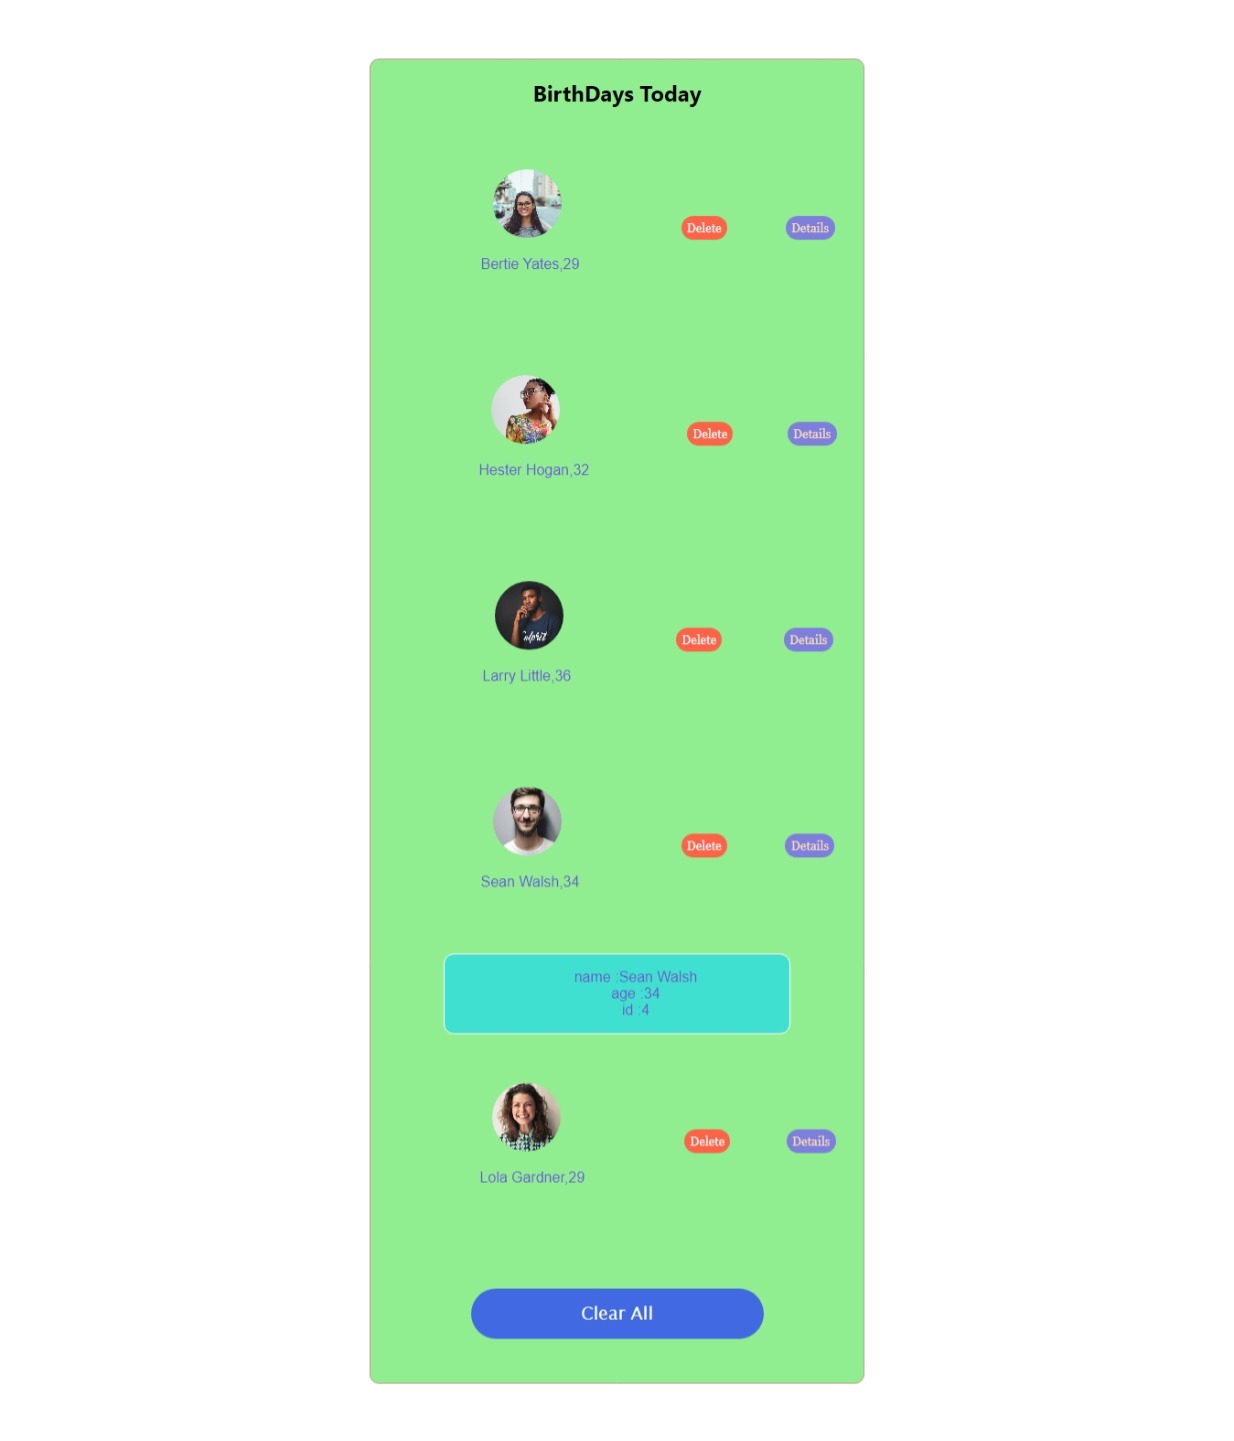 BirthDays Today
Delete Details
Bertie Yates,29
Delete Details
Hester Hogan,32
Delete Details
Larry Little,36
Delete Details
Sean Walsh,34
name :Sean Walsh
age :34
id :4
Delete Details
Lola Gardner,29
Clear All